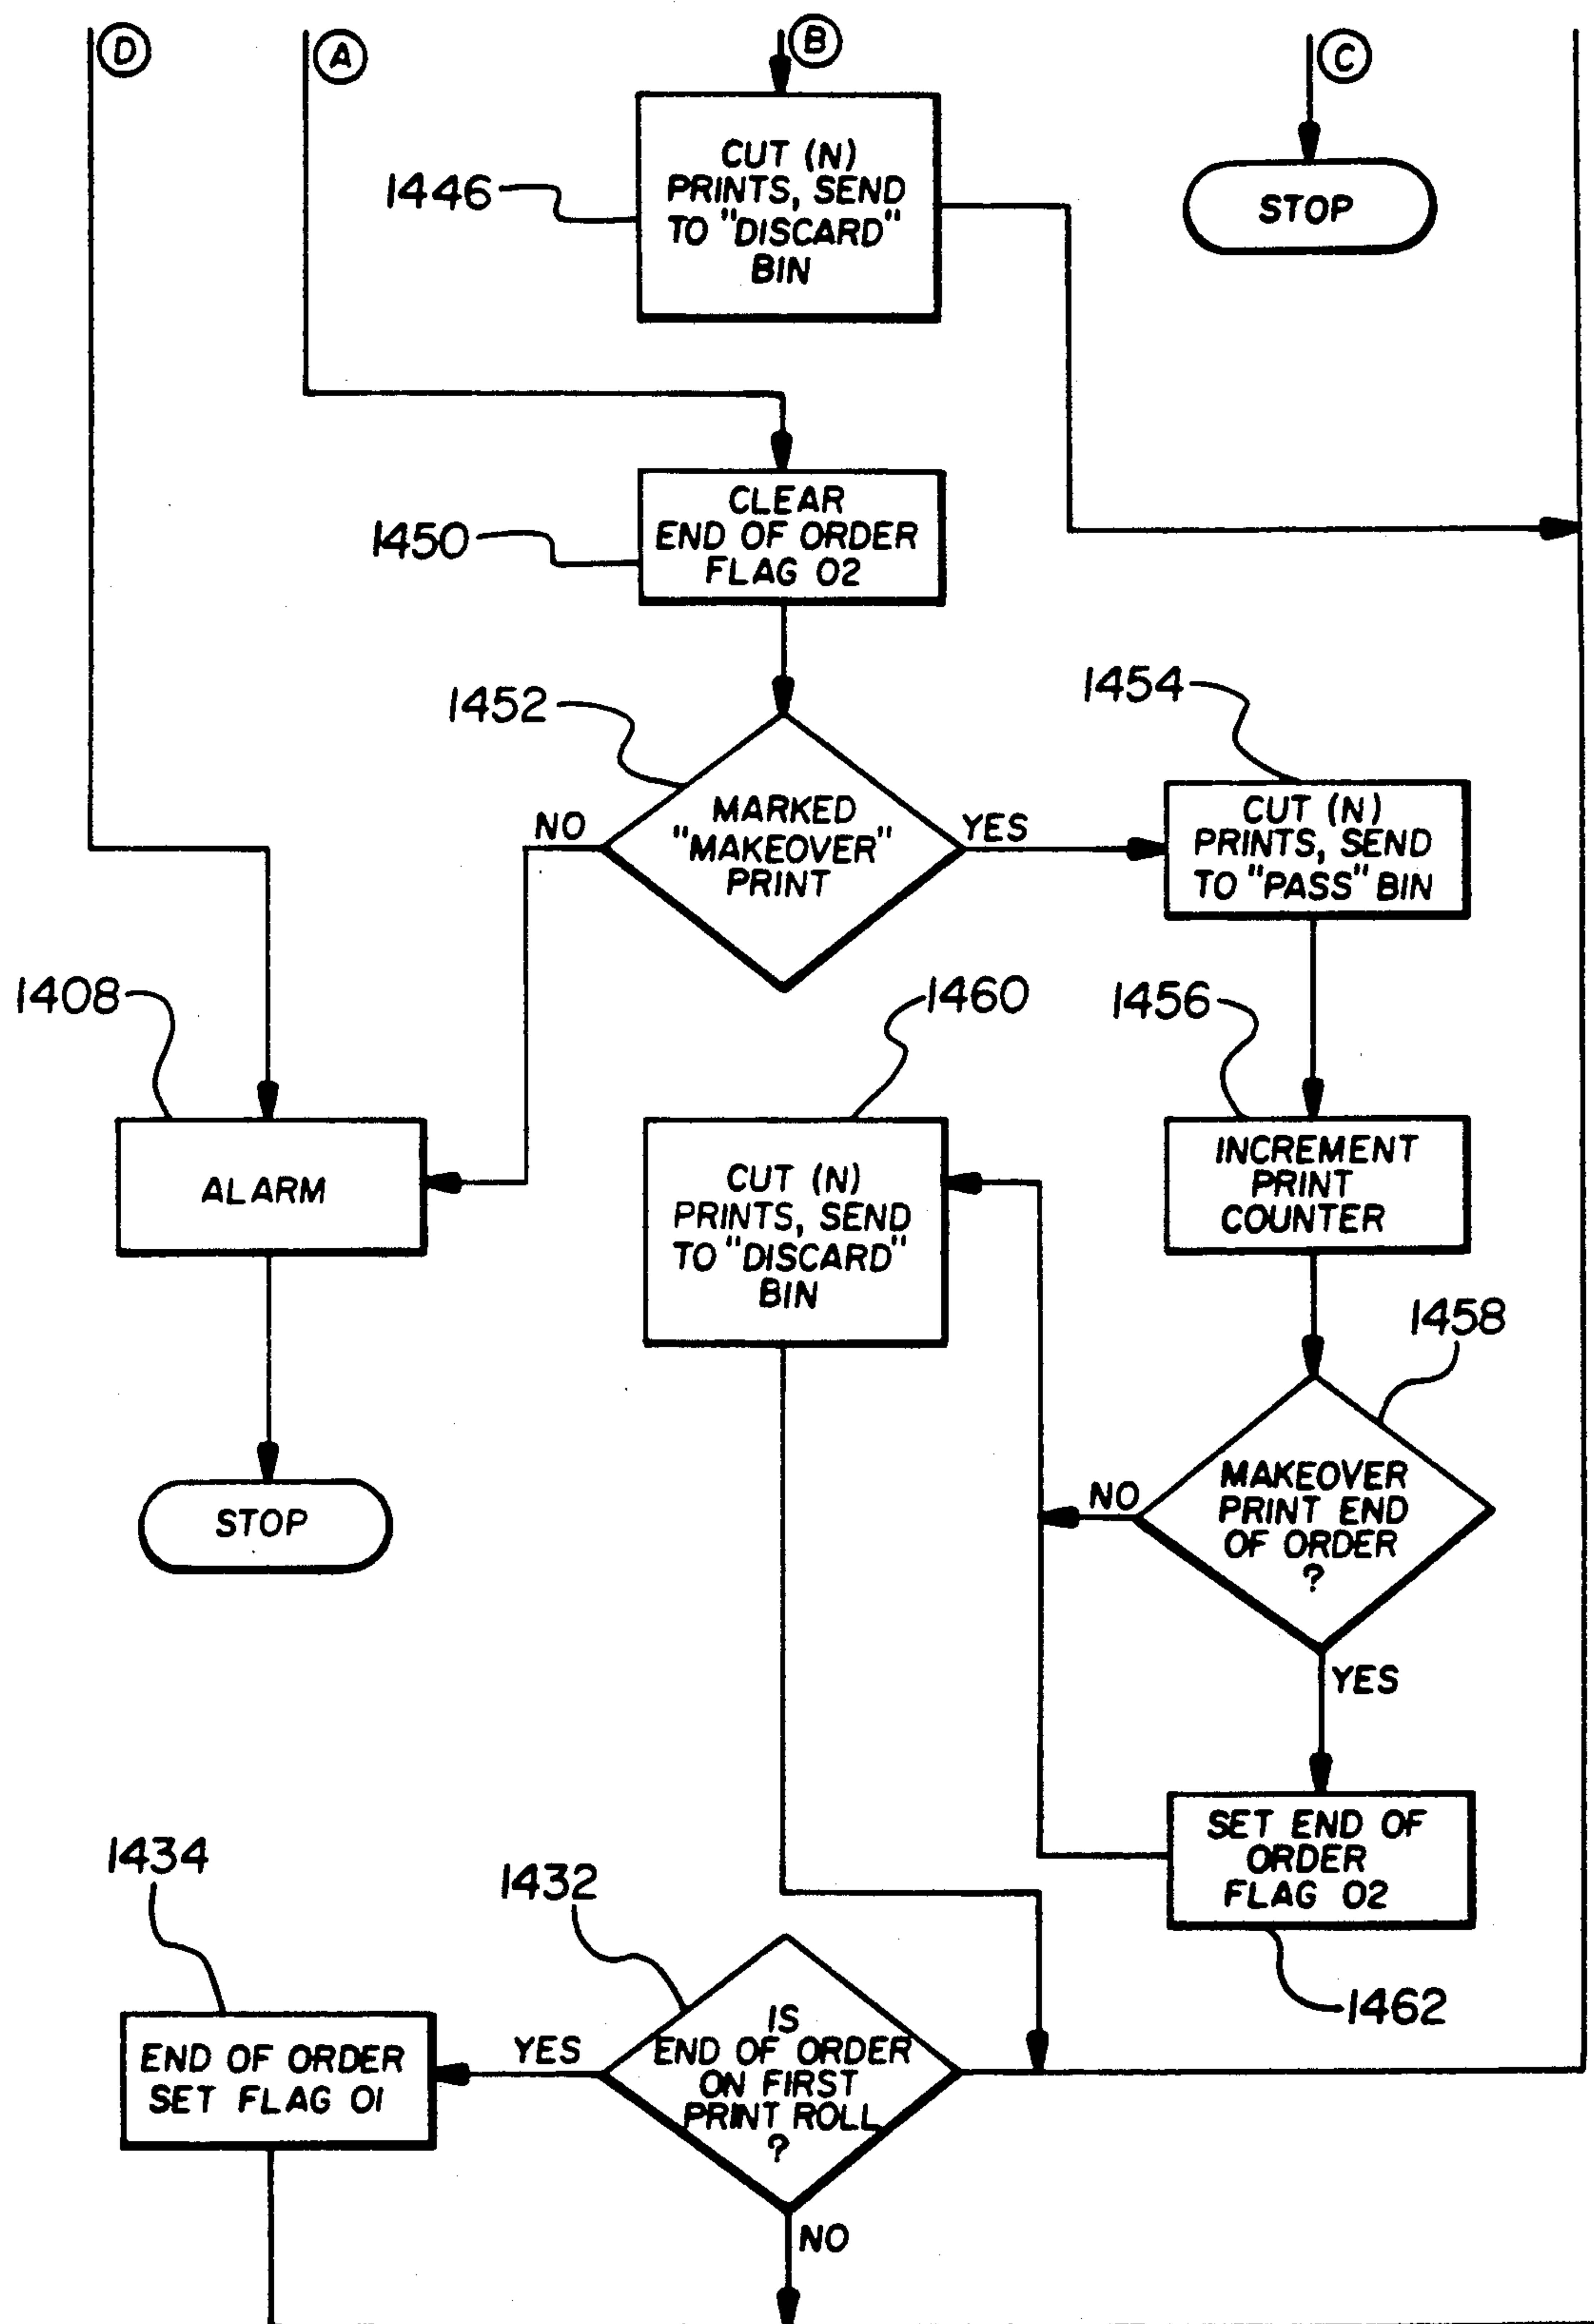 D
A
B
C
1446
CUT (N)
PRINTS, SEND
TO "DISCARD"
BIN
STOP
1450
CLEAR
END OF ORDER
FLAG 02
1452
MARKED
"MAKEOVER"
PRINT
NO
YES
1454
CUT (N)
PRINTS, SEND
TO "PASS" BIN
1408
ALARM
1460
CUT (N)
PRINTS, SEND
TO "DISCARD"
BIN
1456
INCREMENT
PRINT
COUNTER
STOP
1458
MAKEOVER
PRINT END
OF ORDER
?
NO
YES
SET END OF
ORDER
FLAG 02
1462
1434
END OF ORDER
SET FLAG 01
1432
YES
IS
END OF ORDER
ON FIRST
PRINT ROLL
?
NO